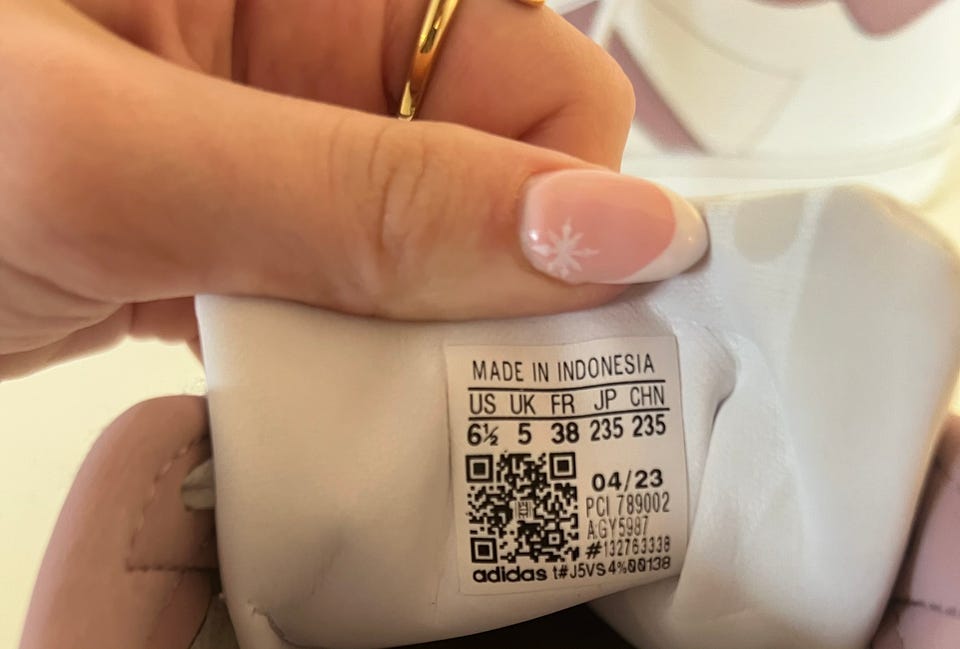 MADE IN INDONESIA
US UK FR JP CHN
6½ 5 38 235 235
04/23
PCI 789002
A.GY5987
#132763338
adidas t#J5VS4%00138